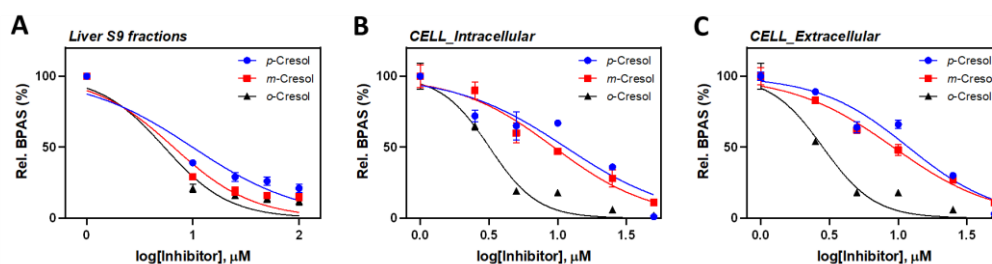 A
Liver S9 fractions
p-Cresol
m-Cresol
o-Cresol
Rel. BPAS (%)
100
50
0
0
1
2
log[Inhibitor], μM
B
CELL_Intracellular
p-Cresol
m-Cresol
o-Cresol
Rel. BPAS (%)
100
50
0
0.0
0.5
1.0
1.5
log[Inhibitor], μM
C
CELL_Extracellular
p-Cresol
m-Cresol
o-Cresol
Rel. BPAS (%)
100
50
0
0.0
0.5
1.0
1.5
log[Inhibitor], μM